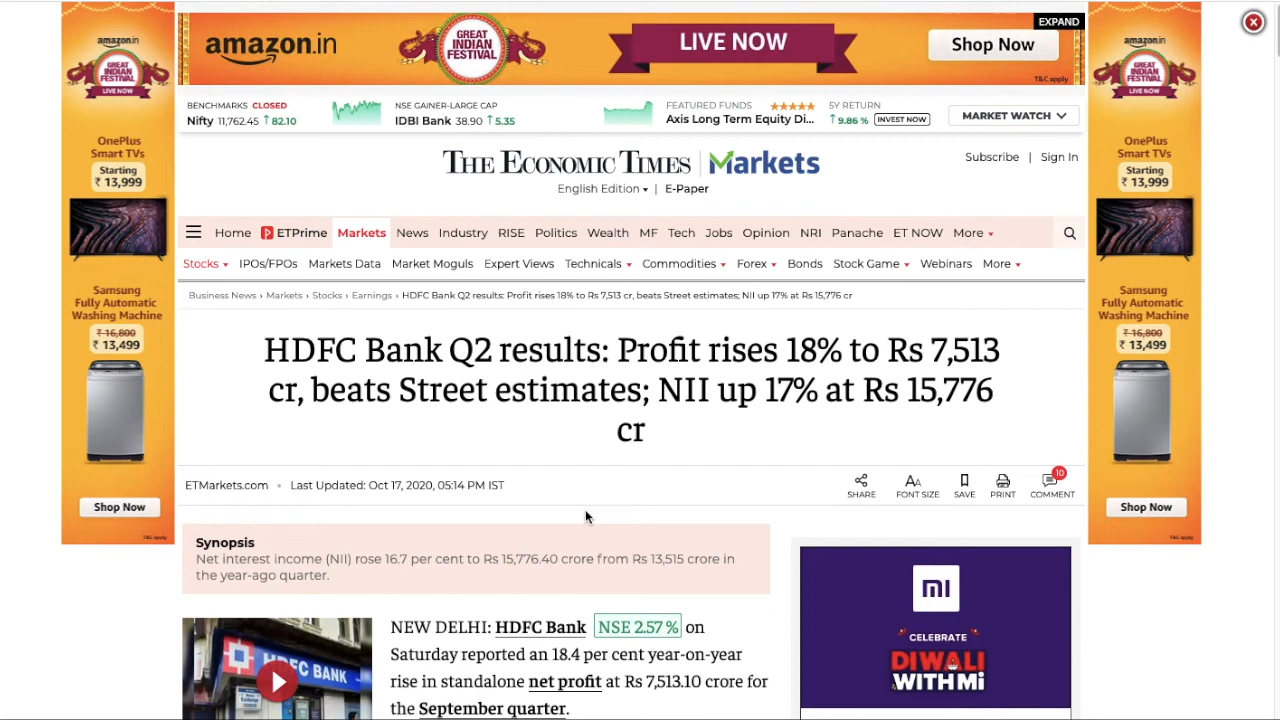 amazon.in
GREAT
INDIAN
FESTIVAL
LIVE NOW
OnePlus
Smart TVs
Starting
₹ 13,999
Samsung
Fully Automatic
Washing Machine
₹ 16,800
₹ 13,499
Shop Now
T&C apply
amazon.in
GREAT
INDIAN
FESTIVAL
LIVE NOW
EXPAND
Shop Now
T&C apply
BENCHMARKS CLOSED
Nifty 11,762.45 ↑ 82.10
NSE GAINER-LARGE CAP
IDBI Bank 38.90 ↑ 5.35
FEATURED FUNDS ★★★★★
Axis Long Term Equity Di...
5Y RETURN
↑ 9.86 % INVEST NOW
MARKET WATCH
THE ECONOMIC TIMES | Markets
Subscribe | Sign In
English Edition | E-Paper
Home ETPrime Markets News Industry RISE Politics Wealth MF Tech Jobs Opinion NRI Panache ET NOW More
Stocks IPOs/FPOs Markets Data Market Moguls Expert Views Technicals Commodities Forex Bonds Stock Game Webinars More
Business News › Markets › Stocks › Earnings › HDFC Bank Q2 results: Profit rises 18% to Rs 7,513 cr, beats Street estimates; NII up 17% at Rs 15,776 cr
HDFC Bank Q2 results: Profit rises 18% to Rs 7,513
cr, beats Street estimates; NII up 17% at Rs 15,776
cr
ETMarkets.com • Last Updated: Oct 17, 2020, 05:14 PM IST
SHARE FONT SIZE SAVE PRINT COMMENT
10
Synopsis
Net interest income (NII) rose 16.7 per cent to Rs 15,776.40 crore from Rs 13,515 crore in
the year-ago quarter.
HDFC BANK
NEW DELHI: HDFC Bank NSE 2.57 % on
Saturday reported an 18.4 per cent year-on-year
rise in standalone net profit at Rs 7,513.10 crore for
the September quarter.
mi
CELEBRATE
DIWALI
WITH Mi
amazon.in
GREAT
INDIAN
FESTIVAL
LIVE NOW
OnePlus
Smart TVs
Starting
₹ 13,999
Samsung
Fully Automatic
Washing Machine
₹ 16,800
₹ 13,499
Shop Now
T&C apply